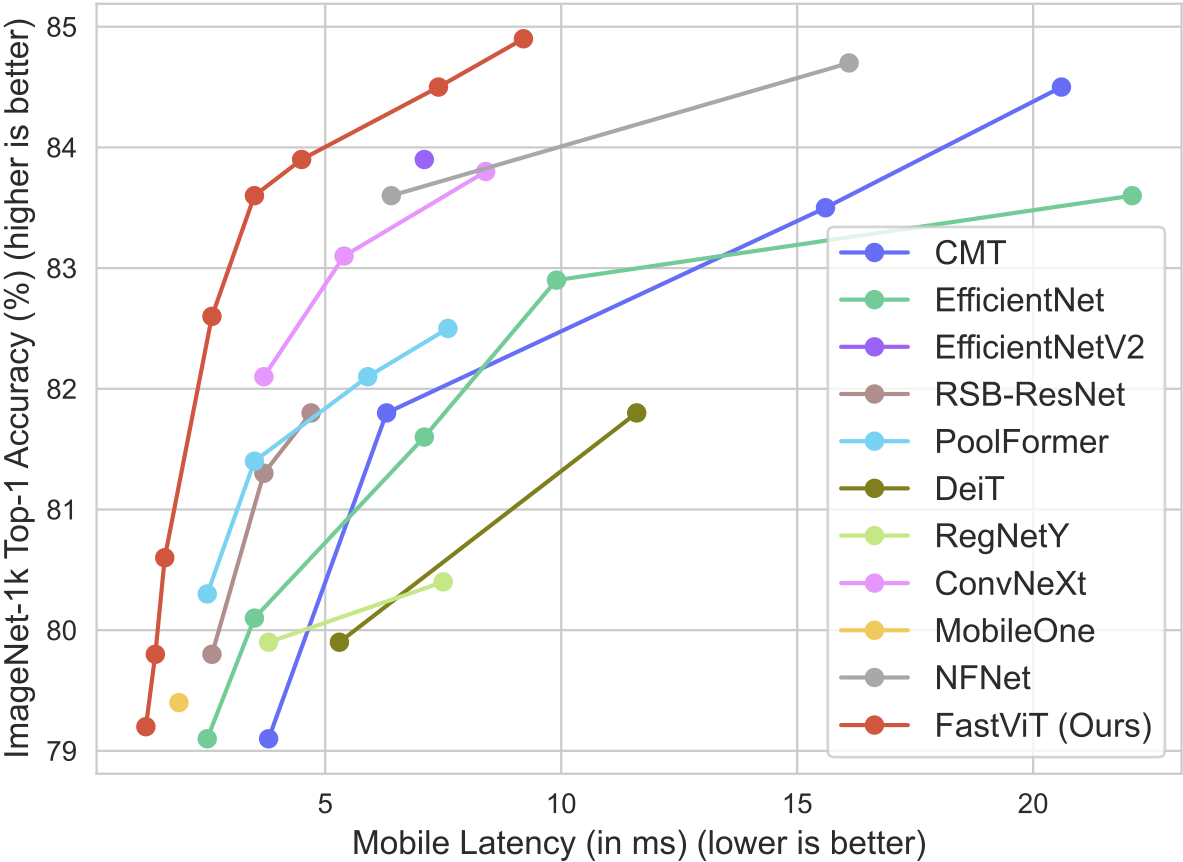 ImageNet-1k Top-1 Accuracy (%) (higher is better)
85
84
83
82
81
80
79
CMT
EfficientNet
EfficientNetV2
RSB-ResNet
PoolFormer
DeiT
RegNetY
ConvNeXt
MobileOne
NFNet
FastViT (Ours)
5
10
15
20
Mobile Latency (in ms) (lower is better)